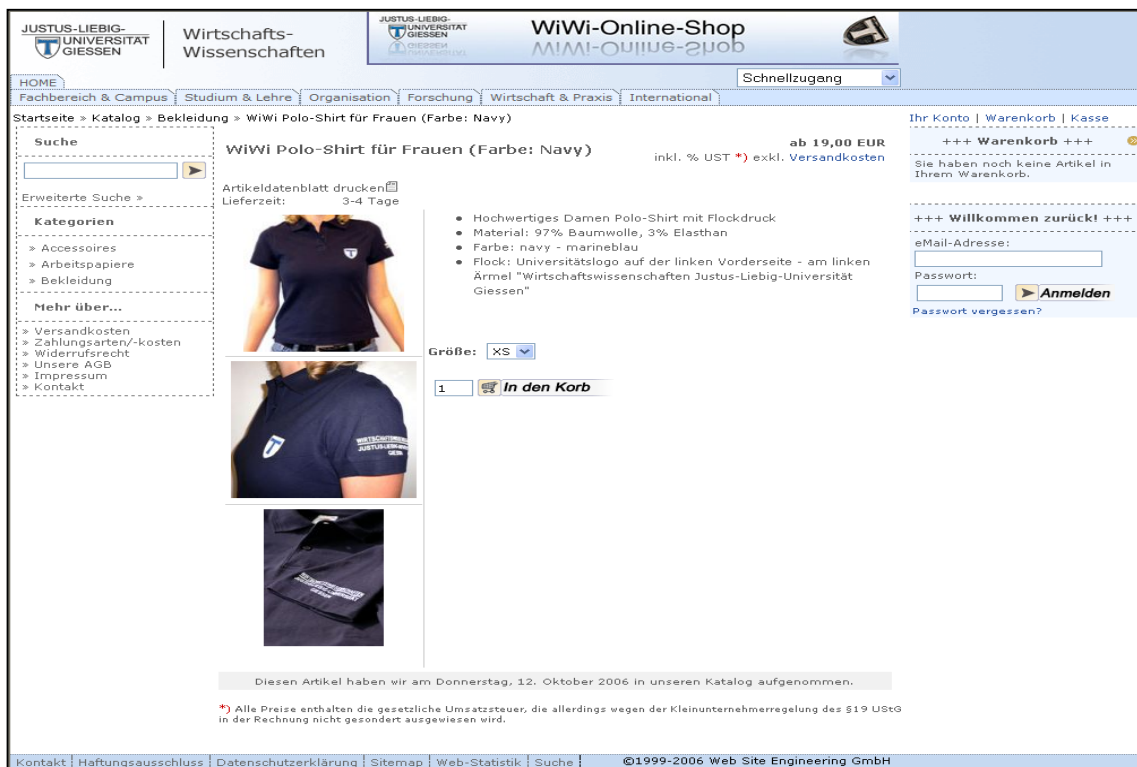 JUSTUS-LIEBIG-
UNIVERSITAT
GIESSEN
Wirtschafts-
Wissenschaften
JUSTUS-LIEBIG-
UNIVERSITAT
GIESSEN
WiWi-Online-Shop
HOME
Schnellzugang
Fachbereich & Campus
Studium & Lehre
Organisation
Forschung
Wirtschaft & Praxis
International
Startseite » Katalog » Bekleidung » WiWi Polo-Shirt für Frauen (Farbe: Navy)
Ihr Konto | Warenkorb | Kasse
Suche
Erweiterte Suche »
Kategorien
» Accessoires
» Arbeitspapiere
» Bekleidung
Mehr über...
» Versandkosten
» Zahlungsarten/-kosten
» Widerrufsrecht
» Unsere AGB
» Impressum
» Kontakt
WiWi Polo-Shirt für Frauen (Farbe: Navy)
ab 19,00 EUR
inkl. % UST *) exkl. Versandkosten
Artikeldatenblatt drucken
Lieferzeit: 3-4 Tage
• Hochwertiges Damen Polo-Shirt mit Flockdruck
• Material: 97% Baumwolle, 3% Elasthan
• Farbe: navy - marineblau
• Flock: Universitätslogo auf der linken Vorderseite - am linken
Ärmel "Wirtschaftswissenschaften Justus-Liebig-Universität
Giessen"
Größe: XS
1 In den Korb
+++ Warenkorb +++
Sie haben noch keine Artikel in
Ihrem Warenkorb.
+++ Willkommen zurück! +++
eMail-Adresse:
Passwort:
Anmelden
Passwort vergessen?
Diesen Artikel haben wir am Donnerstag, 12. Oktober 2006 in unseren Katalog aufgenommen.
*) Alle Preise enthalten die gesetzliche Umsatzsteuer, die allerdings wegen der Kleinunternehmerregelung des §19 UStG
in der Rechnung nicht gesondert ausgewiesen wird.
Kontakt | Haftungsausschluss | Datenschutzerklärung | Sitemap | Web-Statistik | Suche |
©1999-2006 Web Site Engineering GmbH